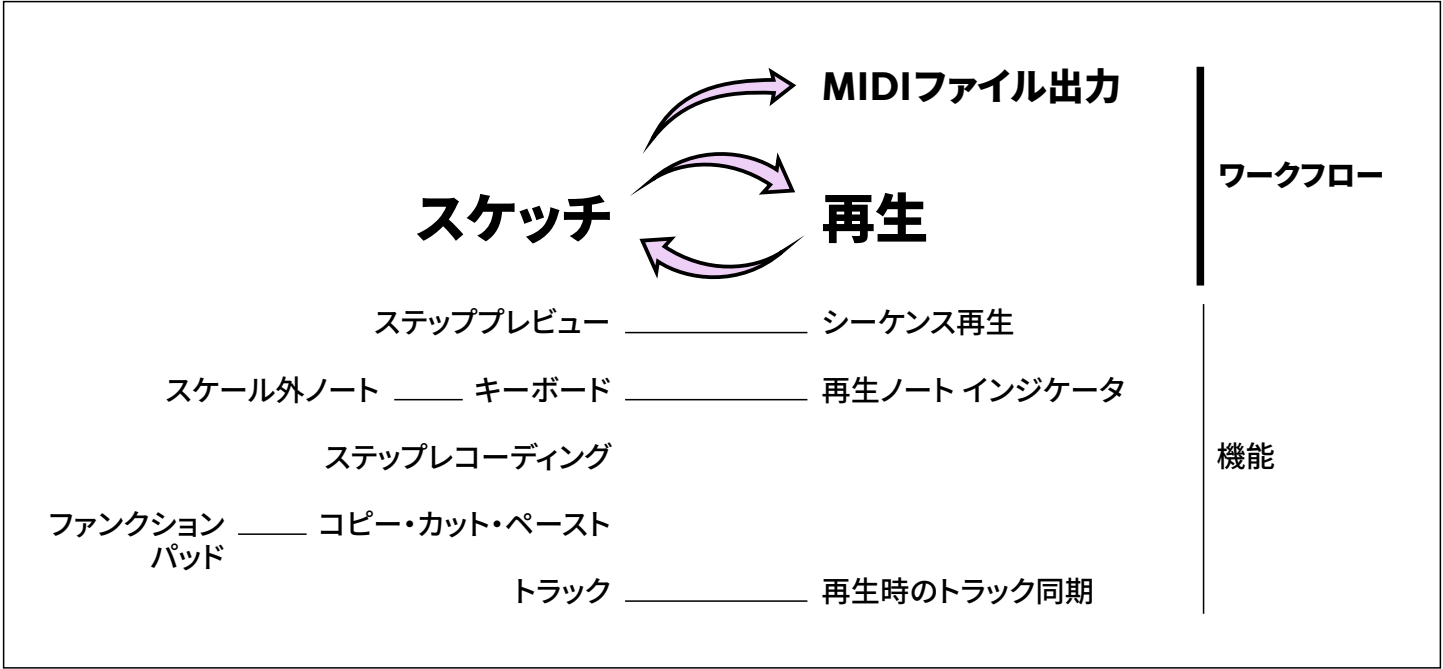 MIDIファイル出力
ワークフロー
スケッチ
再生
ステッププレビュー
シーケンス再生
スケール外ノート
キーボード
再生ノート インジケータ
ステップレコーディング
機能
ファンクション
パッド
コピー・カット・ペースト
トラック
再生時のトラック同期